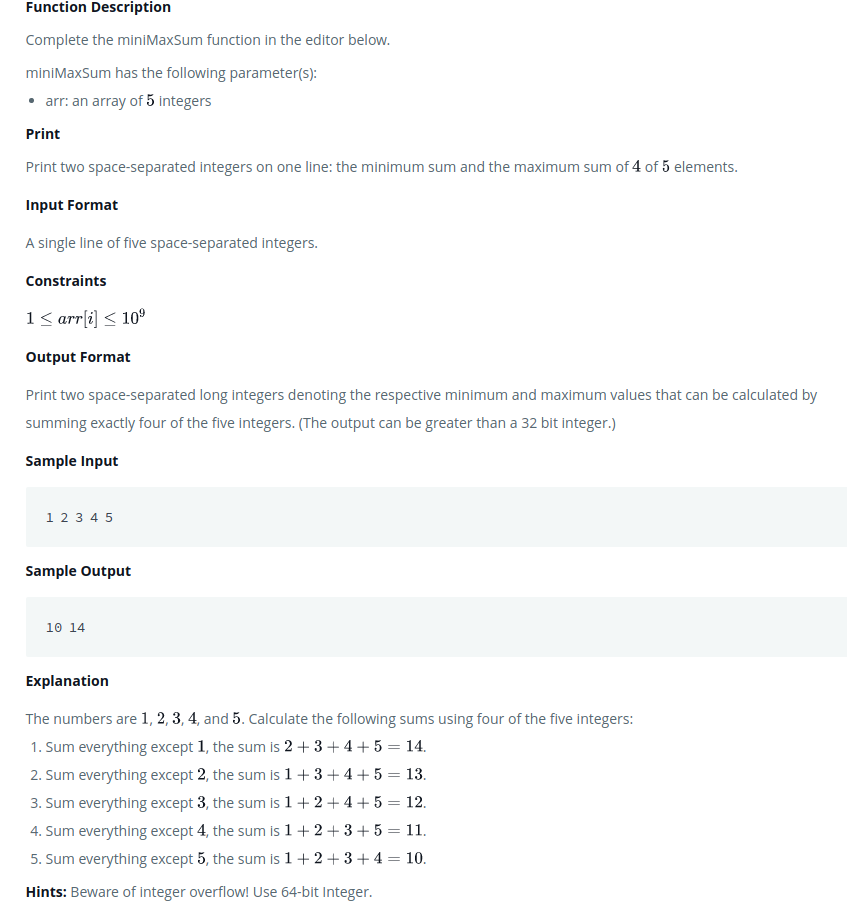 Function Description
Complete the miniMaxSum function in the editor below.
miniMaxSum has the following parameter(s):
• arr: an array of 5 integers
Print
Print two space-separated integers on one line: the minimum sum and the maximum sum of 4 of 5 elements.
Input Format
A single line of five space-separated integers.
Constraints
1 ≤ arr[i] ≤ 10⁹
Output Format
Print two space-separated long integers denoting the respective minimum and maximum values that can be calculated by
summing exactly four of the five integers. (The output can be greater than a 32 bit integer.)
Sample Input
1 2 3 4 5
Sample Output
10 14
Explanation
The numbers are 1, 2, 3, 4, and 5. Calculate the following sums using four of the five integers:
1. Sum everything except 1, the sum is 2 + 3 + 4 + 5 = 14.
2. Sum everything except 2, the sum is 1 + 3 + 4 + 5 = 13.
3. Sum everything except 3, the sum is 1 + 2 + 4 + 5 = 12.
4. Sum everything except 4, the sum is 1 + 2 + 3 + 5 = 11.
5. Sum everything except 5, the sum is 1 + 2 + 3 + 4 = 10.
Hints: Beware of integer overflow! Use 64-bit Integer.